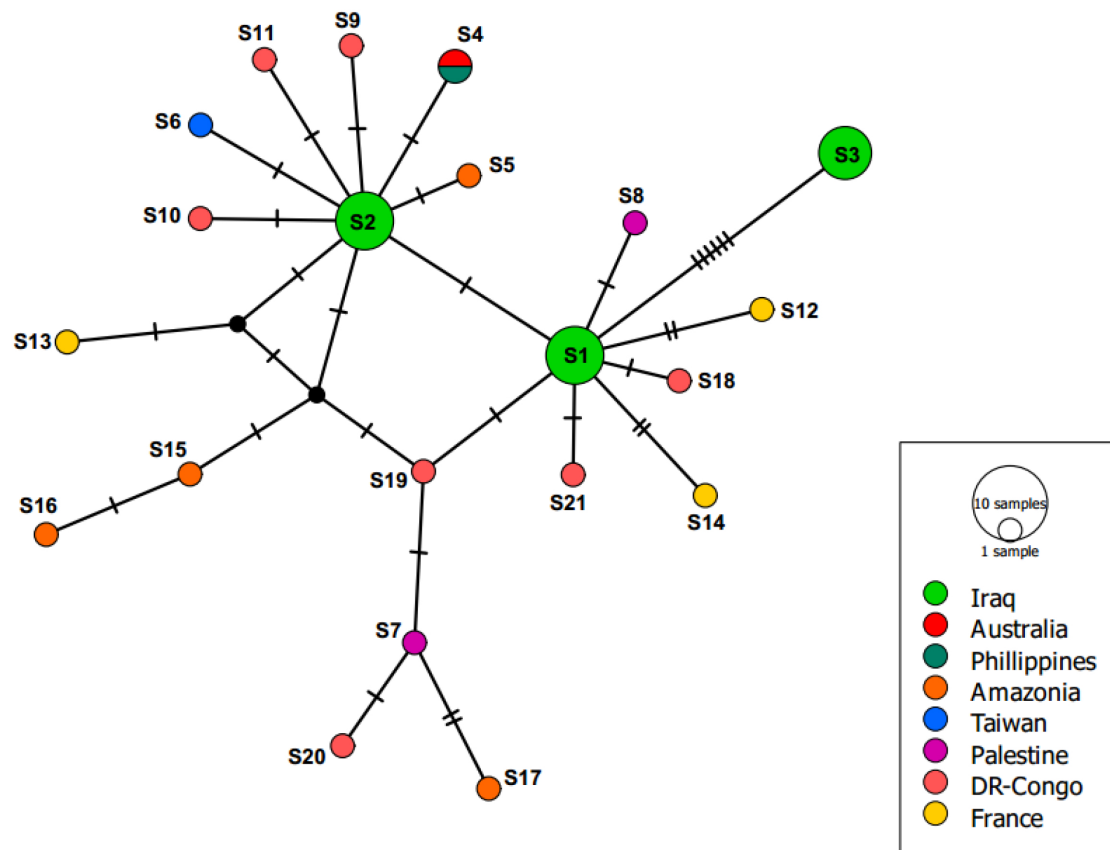 S9
S11
S4
S6
S5
S3
S8
S10
S2
S12
S13
S1
S18
S15
S19
S21
S14
S16
S7
S20
S17
10 samples
1 sample
Iraq
Australia
Phillippines
Amazonia
Taiwan
Palestine
DR-Congo
France